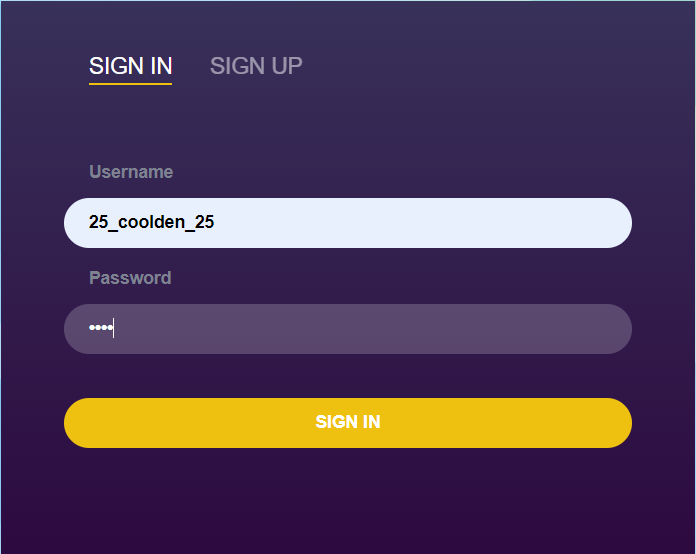 SIGN IN SIGN UP
Username
25_coolden_25
Password
••••
SIGN IN